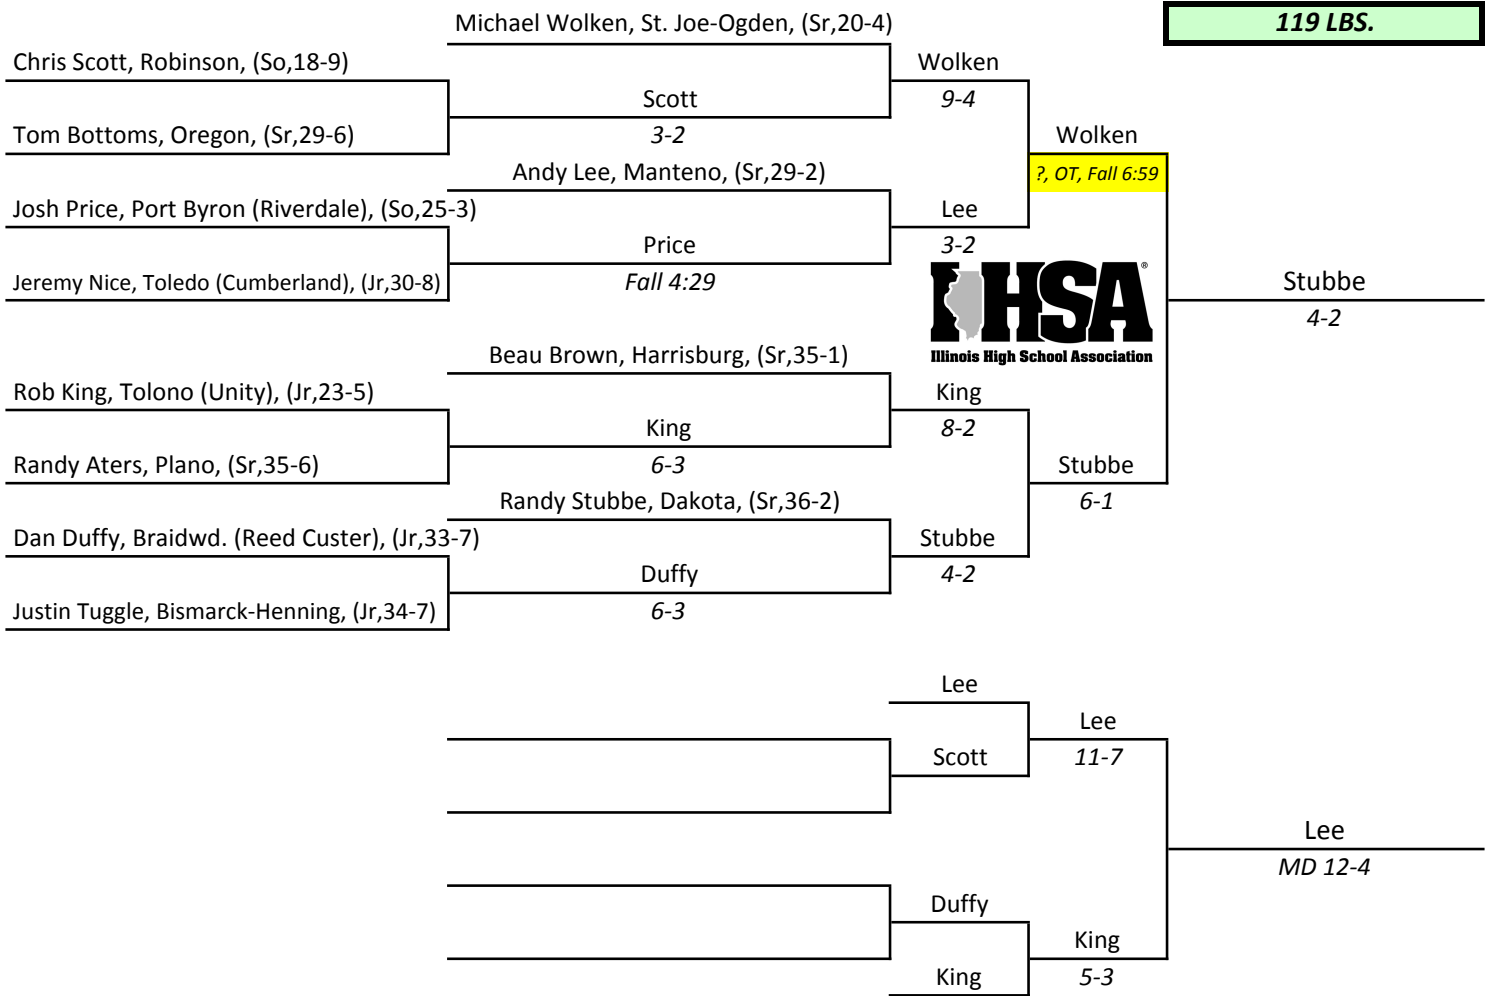 Michael Wolken, St. Joe-Ogden, (Sr,20-4)
119 LBS.
Chris Scott, Robinson, (So,18-9)
Wolken
Scott
9-4
Tom Bottoms, Oregon, (Sr,29-6)
3-2
Wolken
Andy Lee, Manteno, (Sr,29-2)
?, OT, Fall 6:59
Josh Price, Port Byron (Riverdale), (So,25-3)
Lee
Price
3-2
Jeremy Nice, Toledo (Cumberland), (Jr,30-8)
Fall 4:29
IHSA®
Stubbe
4-2
Illinois High School Association
Beau Brown, Harrisburg, (Sr,35-1)
Rob King, Tolono (Unity), (Jr,23-5)
King
King
8-2
Randy Aters, Plano, (Sr,35-6)
6-3
Stubbe
Randy Stubbe, Dakota, (Sr,36-2)
6-1
Dan Duffy, Braidwd. (Reed Custer), (Jr,33-7)
Stubbe
Duffy
4-2
Justin Tuggle, Bismarck-Henning, (Jr,34-7)
6-3
Lee
Lee
Scott
11-7
Lee
MD 12-4
Duffy
King
King
5-3